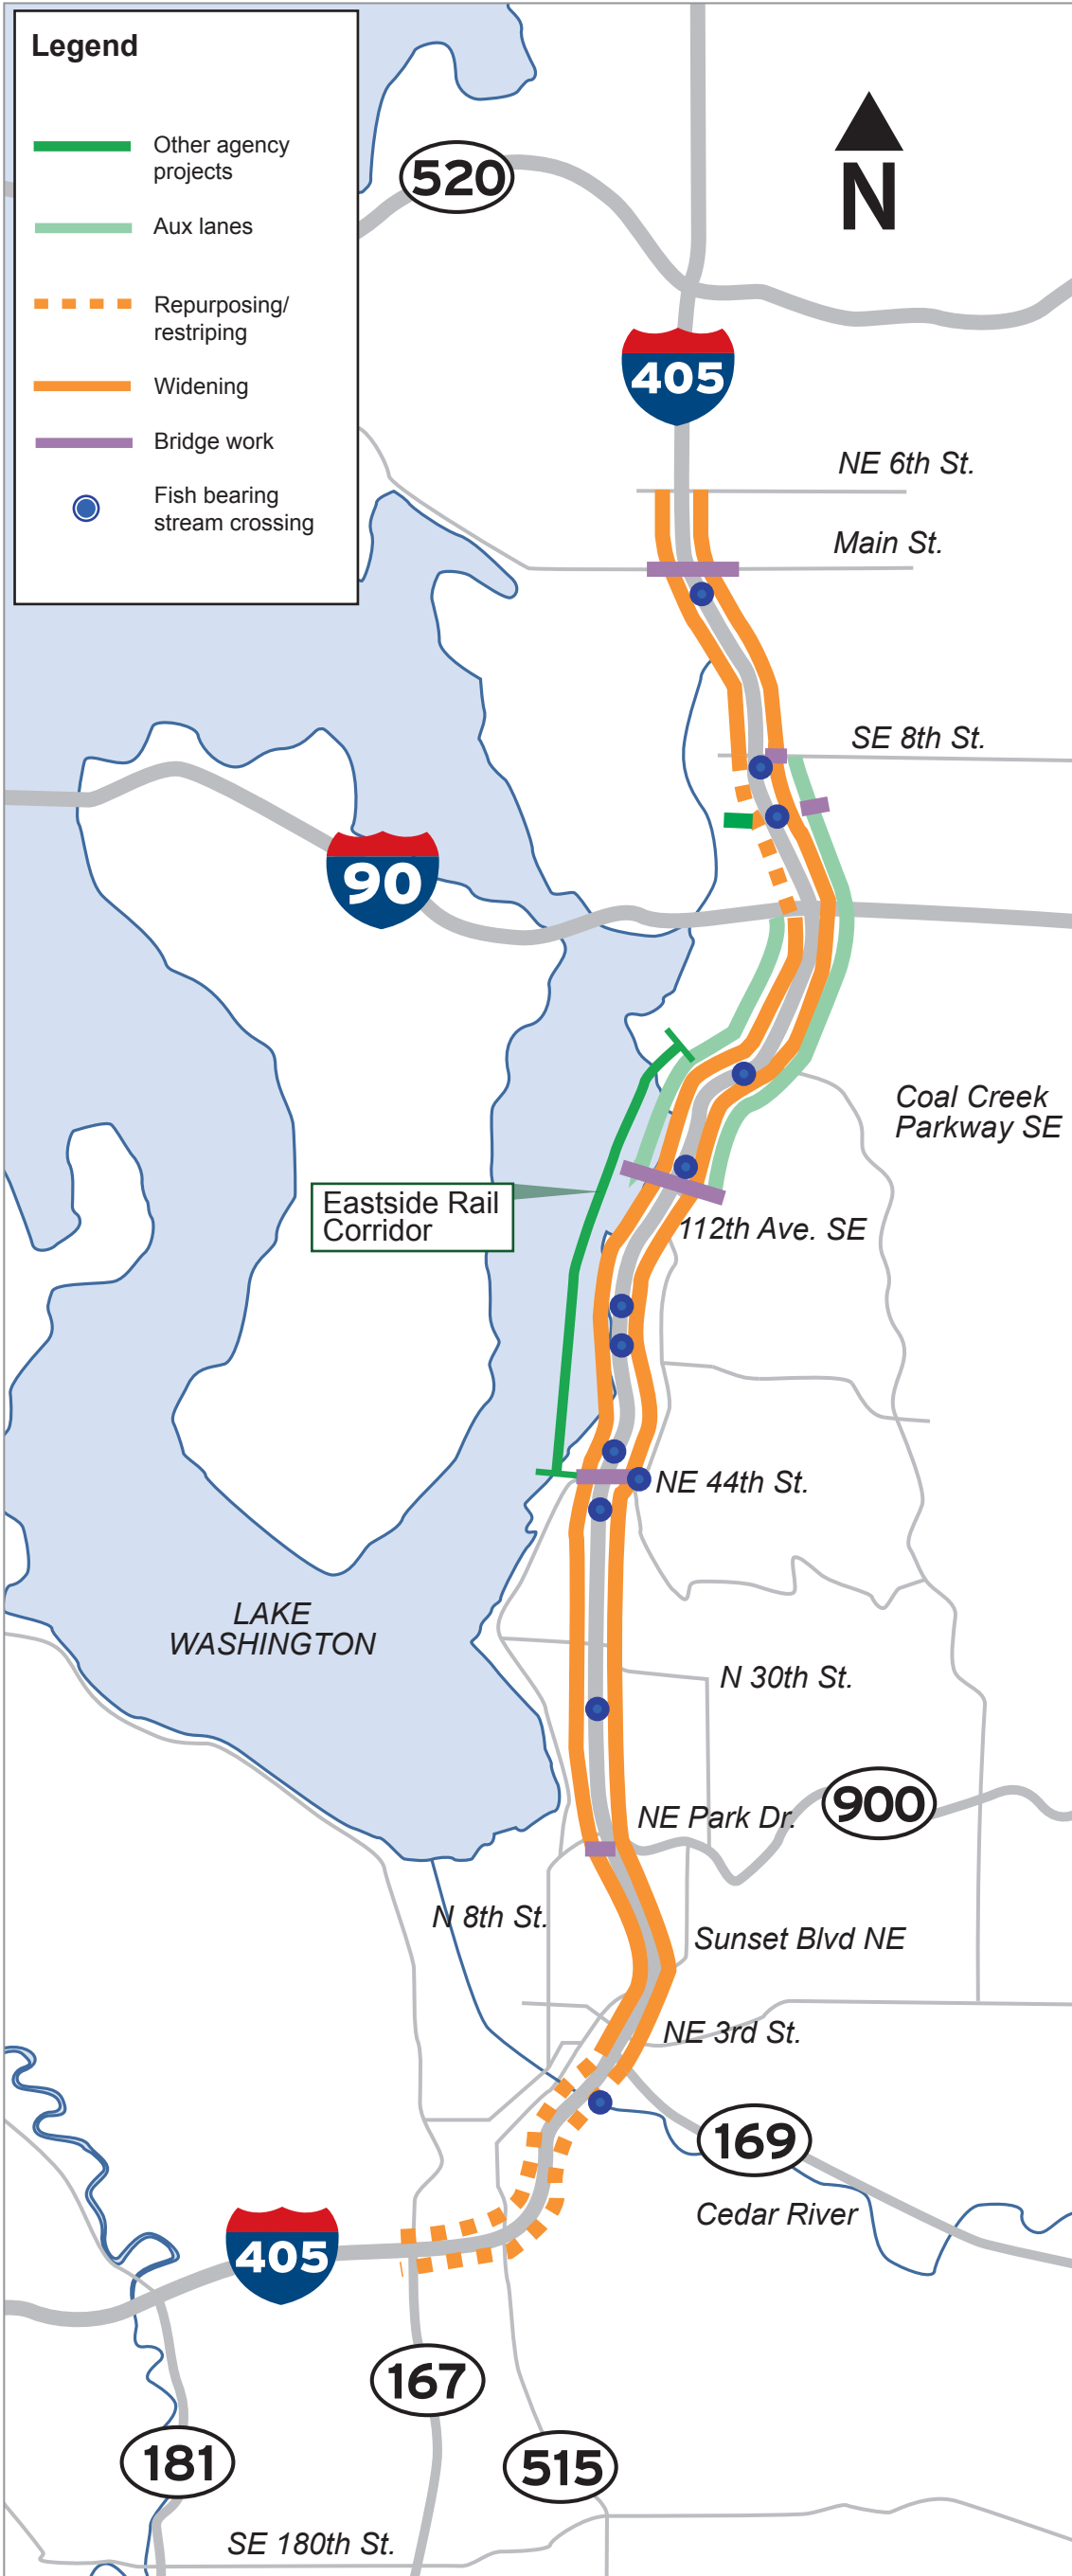 Legend
Other agency
projects
Aux lanes
Repurposing/
restriping
Widening
Bridge work
Fish bearing
stream crossing
520
N
405
NE 6th St.
Main St.
SE 8th St.
90
Coal Creek
Parkway SE
Eastside Rail
Corridor
112th Ave. SE
NE 44th St.
LAKE
WASHINGTON
N 30th St.
900
NE Park Dr.
N 8th St.
Sunset Blvd NE
NE 3rd St.
169
Cedar River
405
167
181
515
SE 180th St.